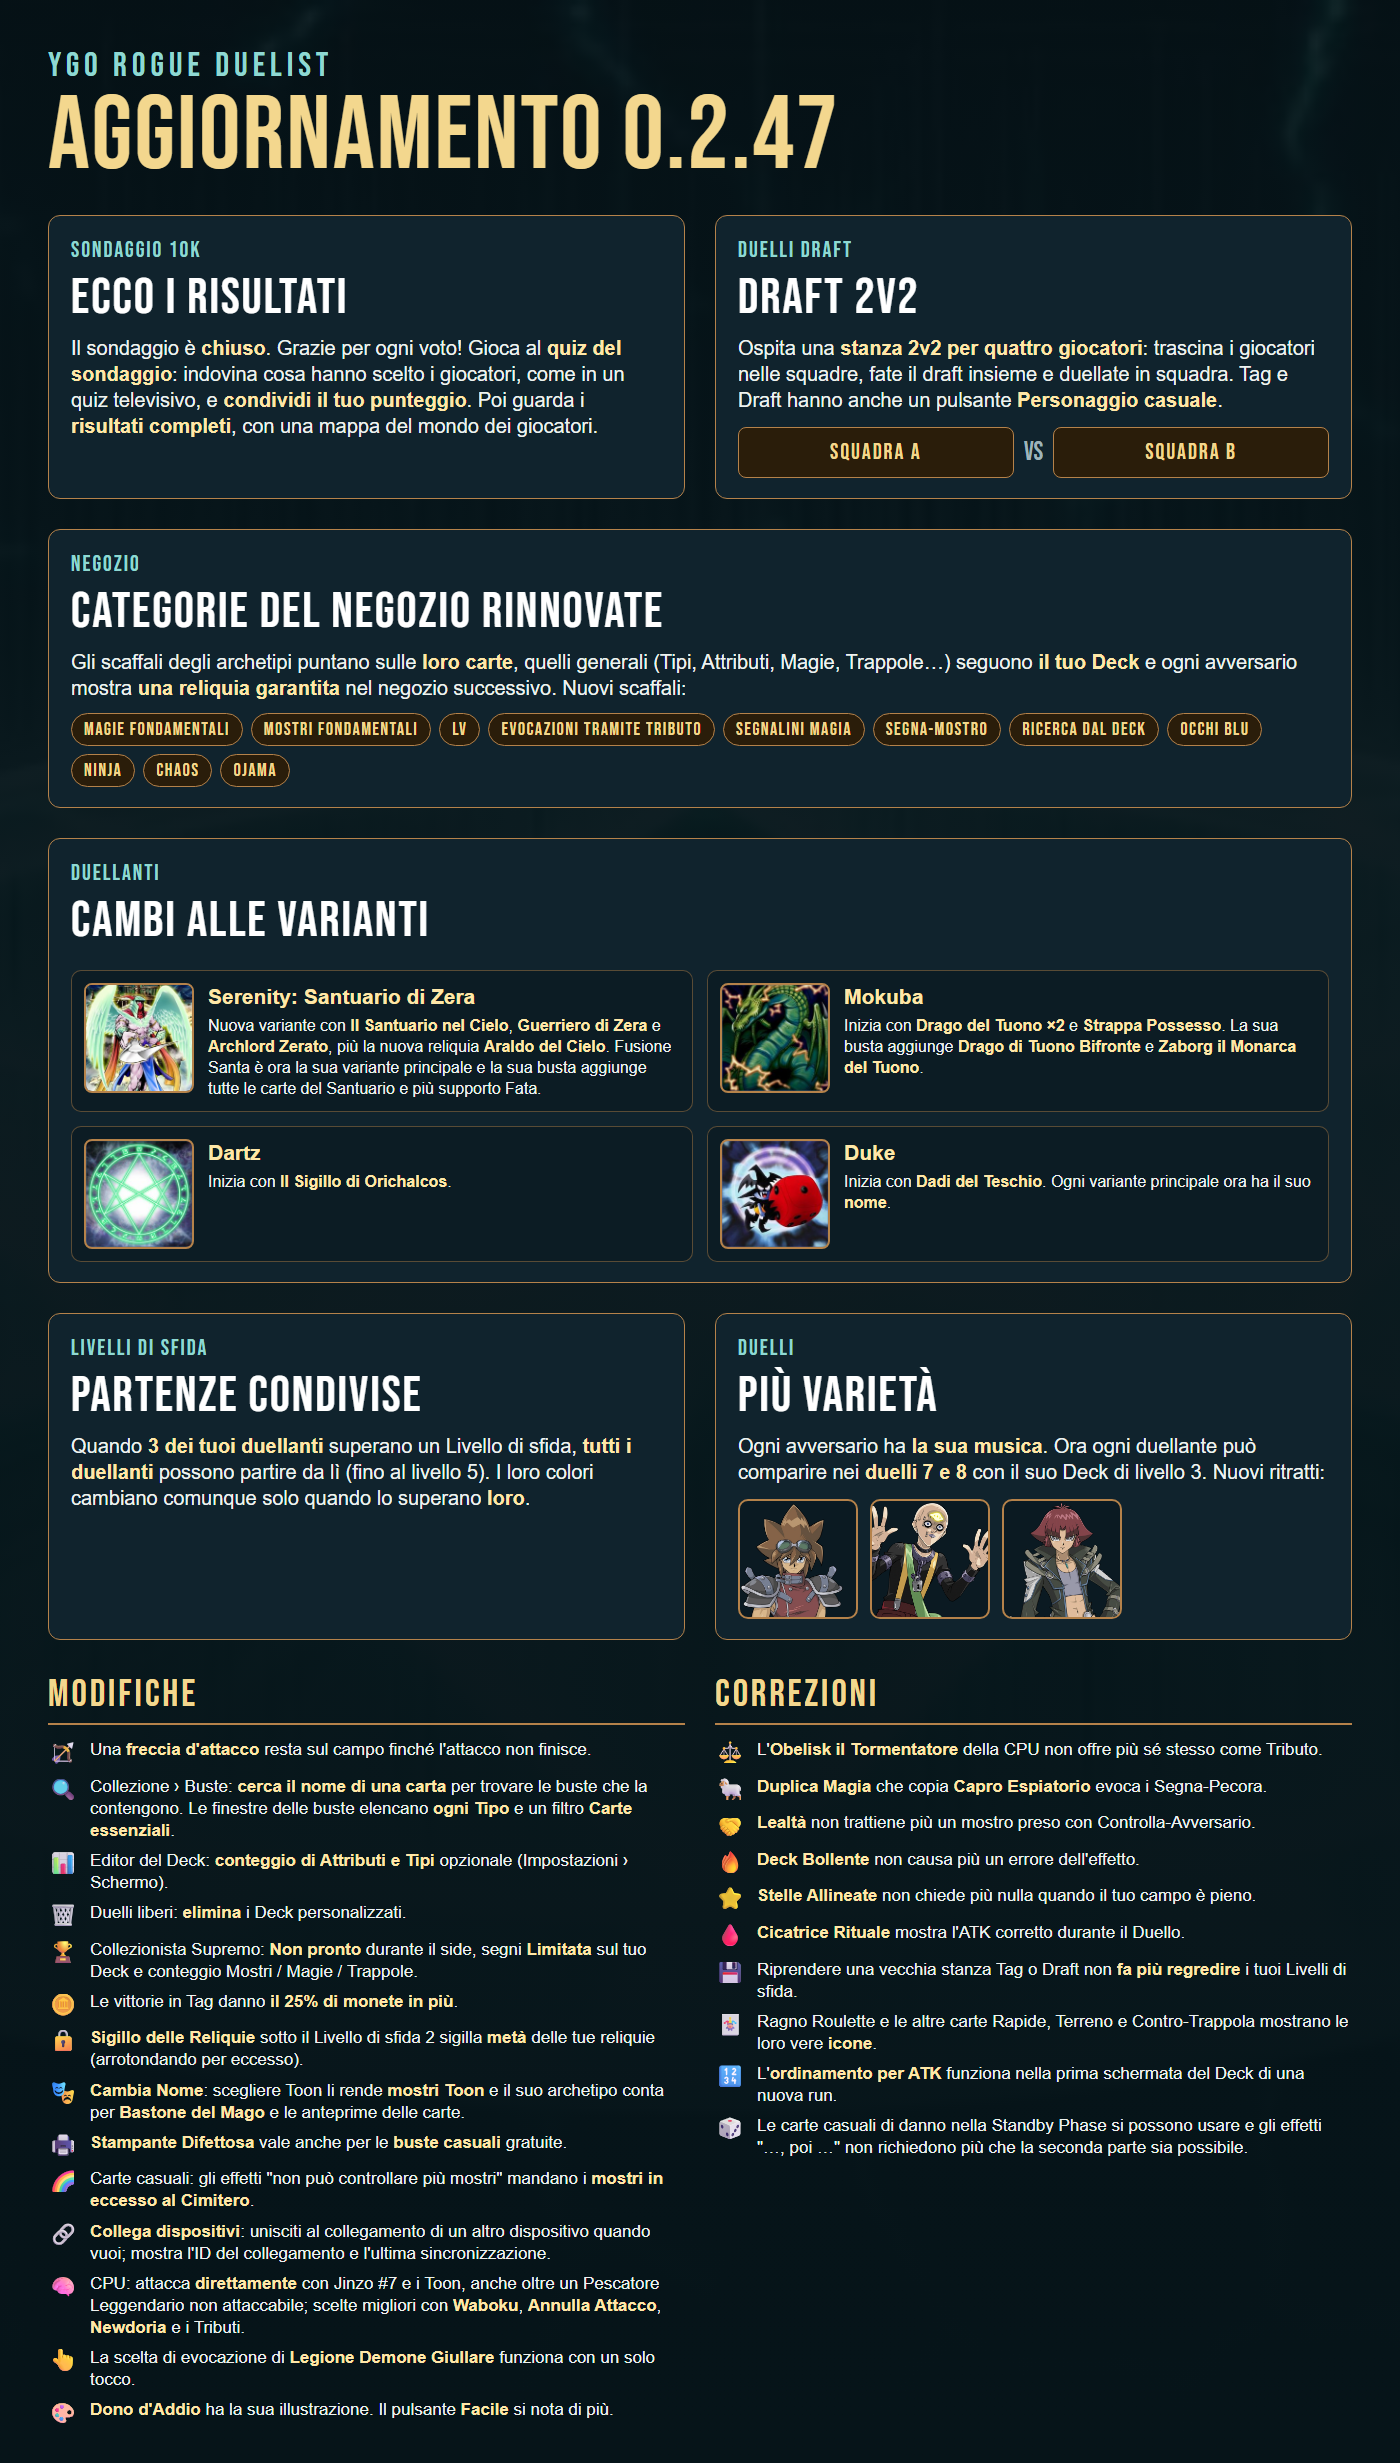 YGO ROGUE DUELIST
AGGIORNAMENTO 0.2.47
SONDAGGIO 10K
ECCO I RISULTATI
Il sondaggio è chiuso. Grazie per ogni voto! Gioca al quiz del
sondaggio: indovina cosa hanno scelto i giocatori, come in un
quiz televisivo, e condividi il tuo punteggio. Poi guarda i
risultati completi, con una mappa del mondo dei giocatori.
DUELLI DRAFT
DRAFT 2V2
Ospita una stanza 2v2 per quattro giocatori: trascina i giocatori
nelle squadre, fate il draft insieme e duellate in squadra. Tag e
Draft hanno anche un pulsante Personaggio casuale.
SQUADRA A VS SQUADRA B
NEGOZIO
CATEGORIE DEL NEGOZIO RINNOVATE
Gli scaffali degli archetipi puntano sulle loro carte, quelli generali (Tipi, Attributi, Magie, Trappole…) seguono il tuo Deck e ogni avversario
mostra una reliquia garantita nel negozio successivo. Nuovi scaffali:
MAGIE FONDAMENTALI MOSTRI FONDAMENTALI LV EVOCAZIONI TRAMITE TRIBUTO SEGNALINI MAGIA SEGNA-MOSTRO RICERCA DAL DECK OCCHI BLU
NINJA CHAOS OJAMA
DUELLANTI
CAMBI ALLE VARIANTI
Serenity: Santuario di Zera
Nuova variante con Il Santuario nel Cielo, Guerriero di Zera e
Archlord Zerato, più la nuova reliquia Araldo del Cielo. Fusione
Santa è ora la sua variante principale e la sua busta aggiunge
tutte le carte del Santuario e più supporto Fata.
Mokuba
Inizia con Drago del Tuono ×2 e Strappa Possesso. La sua
busta aggiunge Drago di Tuono Bifronte e Zaborg il Monarca
del Tuono.
Dartz
Inizia con Il Sigillo di Orichalcos.
Duke
Inizia con Dadi del Teschio. Ogni variante principale ora ha il suo
nome.
LIVELLI DI SFIDA
PARTENZE CONDIVISE
Quando 3 dei tuoi duellanti superano un Livello di sfida, tutti i
duellanti possono partire da lì (fino al livello 5). I loro colori
cambiano comunque solo quando lo superano loro.
DUELLI
PIÙ VARIETÀ
Ogni avversario ha la sua musica. Ora ogni duellante può
comparire nei duelli 7 e 8 con il suo Deck di livello 3. Nuovi ritratti:
MODIFICHE
Una freccia d'attacco resta sul campo finché l'attacco non finisce.
Collezione › Buste: cerca il nome di una carta per trovare le buste che la
contengono. Le finestre delle buste elencano ogni Tipo e un filtro Carte
essenziali.
Editor del Deck: conteggio di Attributi e Tipi opzionale (Impostazioni ›
Schermo).
Duelli liberi: elimina i Deck personalizzati.
Collezionista Supremo: Non pronto durante il side, segni Limitata sul tuo
Deck e conteggio Mostri / Magie / Trappole.
Le vittorie in Tag danno il 25% di monete in più.
Sigillo delle Reliquie sotto il Livello di sfida 2 sigilla metà delle tue reliquie
(arrotondando per eccesso).
Cambia Nome: scegliere Toon li rende mostri Toon e il suo archetipo conta
per Bastone del Mago e le anteprime delle carte.
Stampante Difettosa vale anche per le buste casuali gratuite.
Carte casuali: gli effetti "non può controllare più mostri" mandano i mostri in
eccesso al Cimitero.
Collega dispositivi: unisciti al collegamento di un altro dispositivo quando
vuoi; mostra l'ID del collegamento e l'ultima sincronizzazione.
CPU: attacca direttamente con Jinzo #7 e i Toon, anche oltre un Pescatore
Leggendario non attaccabile; scelte migliori con Waboku, Annulla Attacco,
Newdoria e i Tributi.
La scelta di evocazione di Legione Demone Giullare funziona con un solo
tocco.
Dono d'Addio ha la sua illustrazione. Il pulsante Facile si nota di più.
CORREZIONI
L'Obelisk il Tormentatore della CPU non offre più sé stesso come Tributo.
Duplica Magia che copia Capro Espiatorio evoca i Segna-Pecora.
Lealtà non trattiene più un mostro preso con Controlla-Avversario.
Deck Bollente non causa più un errore dell'effetto.
Stelle Allineate non chiede più nulla quando il tuo campo è pieno.
Cicatrice Rituale mostra l'ATK corretto durante il Duello.
Riprendere una vecchia stanza Tag o Draft non fa più regredire i tuoi Livelli di
sfida.
Ragno Roulette e le altre carte Rapide, Terreno e Contro-Trappola mostrano le
loro vere icone.
L'ordinamento per ATK funziona nella prima schermata del Deck di una
nuova run.
Le carte casuali di danno nella Standby Phase si possono usare e gli effetti
"…, poi …" non richiedono più che la seconda parte sia possibile.